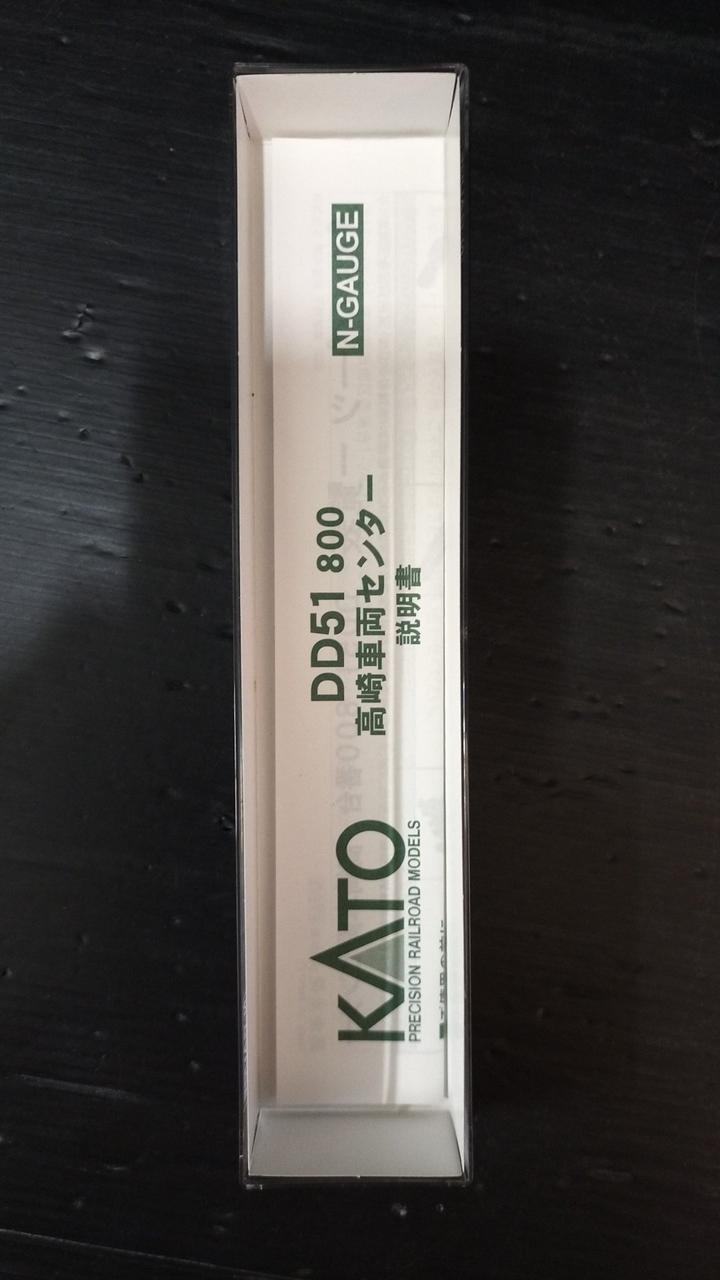 KATO
PRECISION RAILROAD MODELS
DD51 800
高崎車両センター
説明書
N-GAUGE